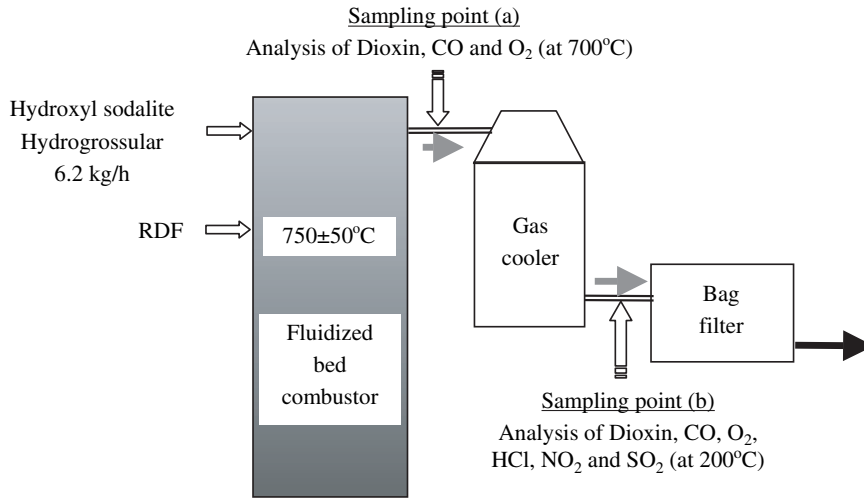 Sampling point (a)
Analysis of Dioxin, CO and O₂ (at 700°C)
Hydroxyl sodalite
Hydrogrossular
6.2 kg/h
RDF
750±50°C
Fluidized
bed
combustor
Gas
cooler
Bag
filter
Sampling point (b)
Analysis of Dioxin, CO, O₂,
HCl, NO₂ and SO₂ (at 200°C)